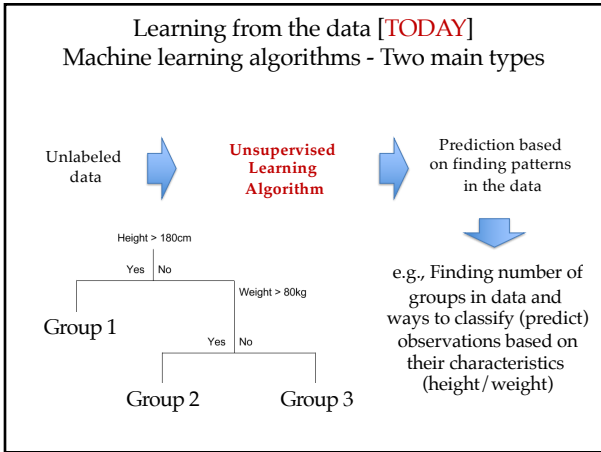 Learning from the data [TODAY]
Machine learning algorithms - Two main types
Unlabeled
data
Unsupervised
Learning
Algorithm
Prediction based
on finding patterns
in the data
Height > 180cm
Yes
No
Group 1
Weight > 80kg
Yes
No
Group 2
Group 3
e.g., Finding number of
groups in data and
ways to classify (predict)
observations based on
their characteristics
(height/weight)